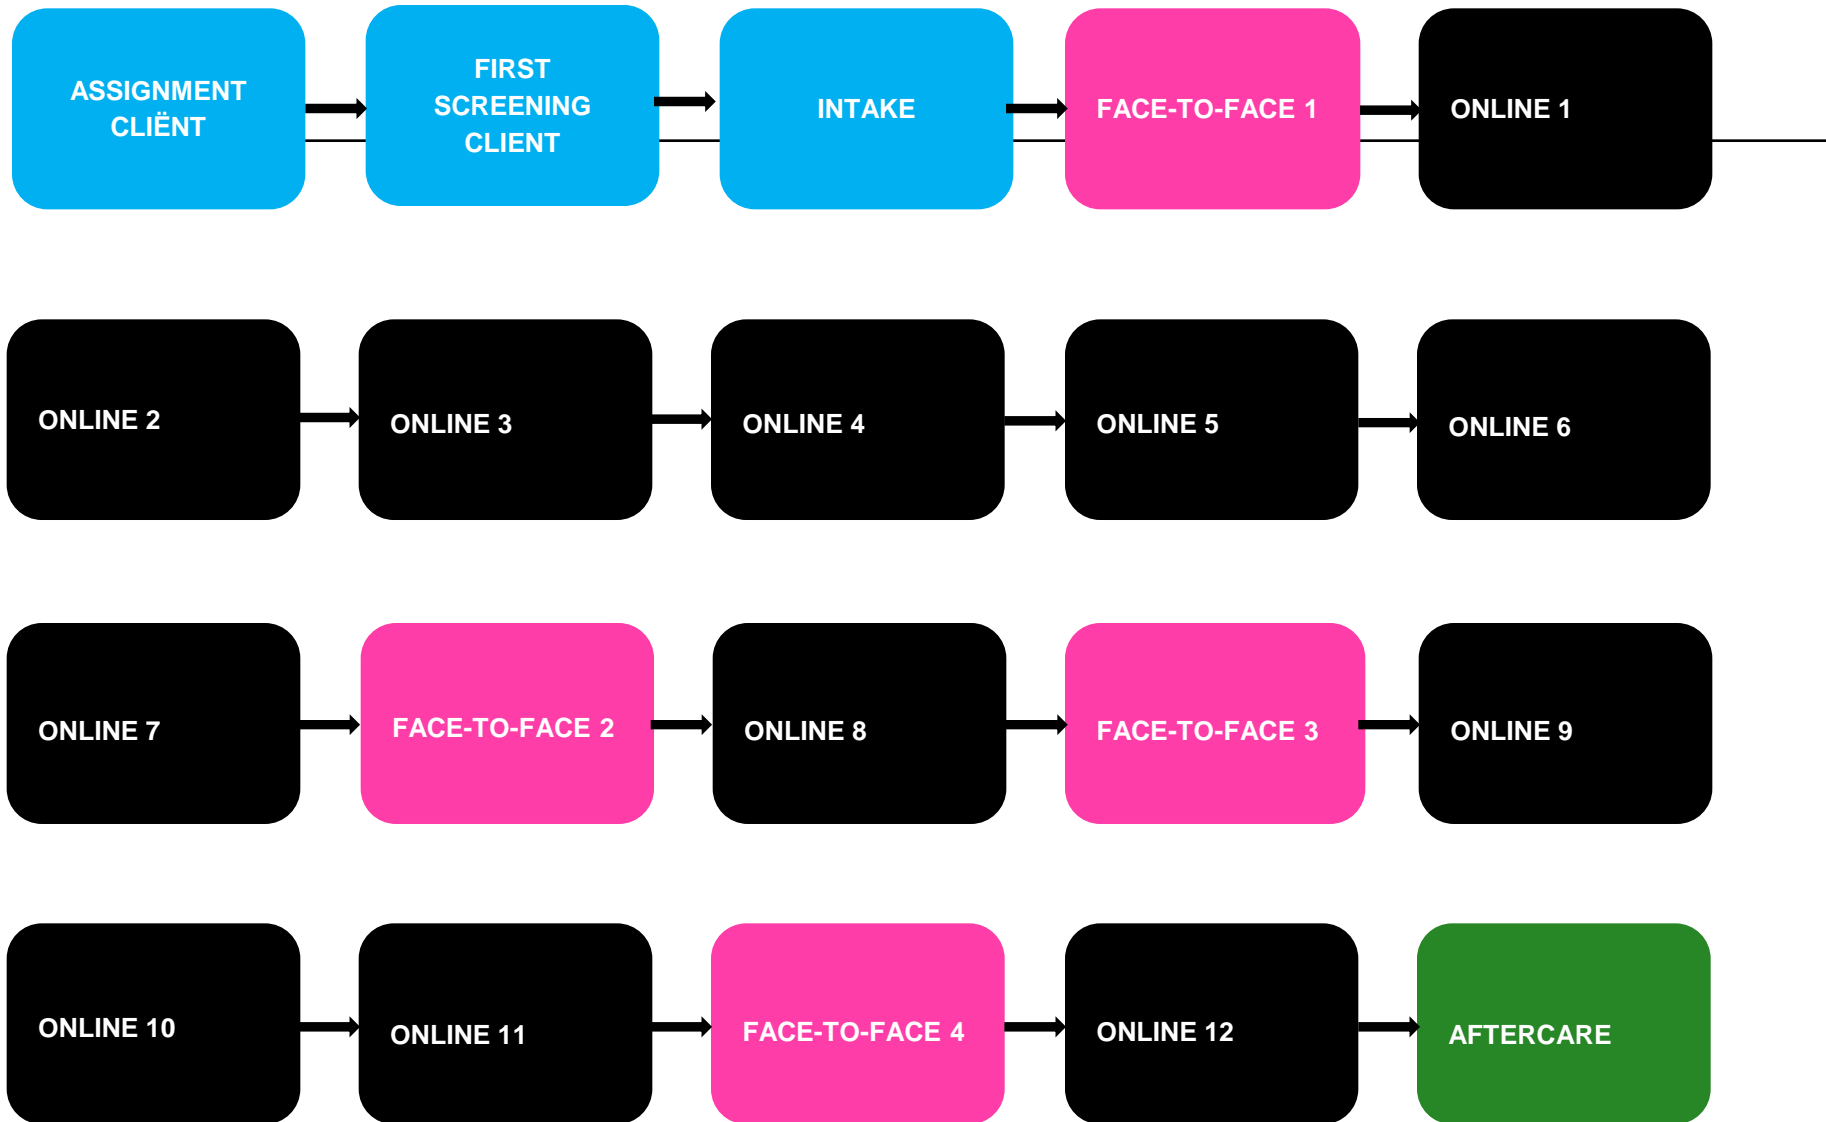 ASSIGNMENT
CLIËNT
FIRST
SCREENING
CLIENT
INTAKE
FACE-TO-FACE 1
ONLINE 1
ONLINE 2
ONLINE 3
ONLINE 4
ONLINE 5
ONLINE 6
ONLINE 7
FACE-TO-FACE 2
ONLINE 8
FACE-TO-FACE 3
ONLINE 9
ONLINE 10
ONLINE 11
FACE-TO-FACE 4
ONLINE 12
AFTERCARE